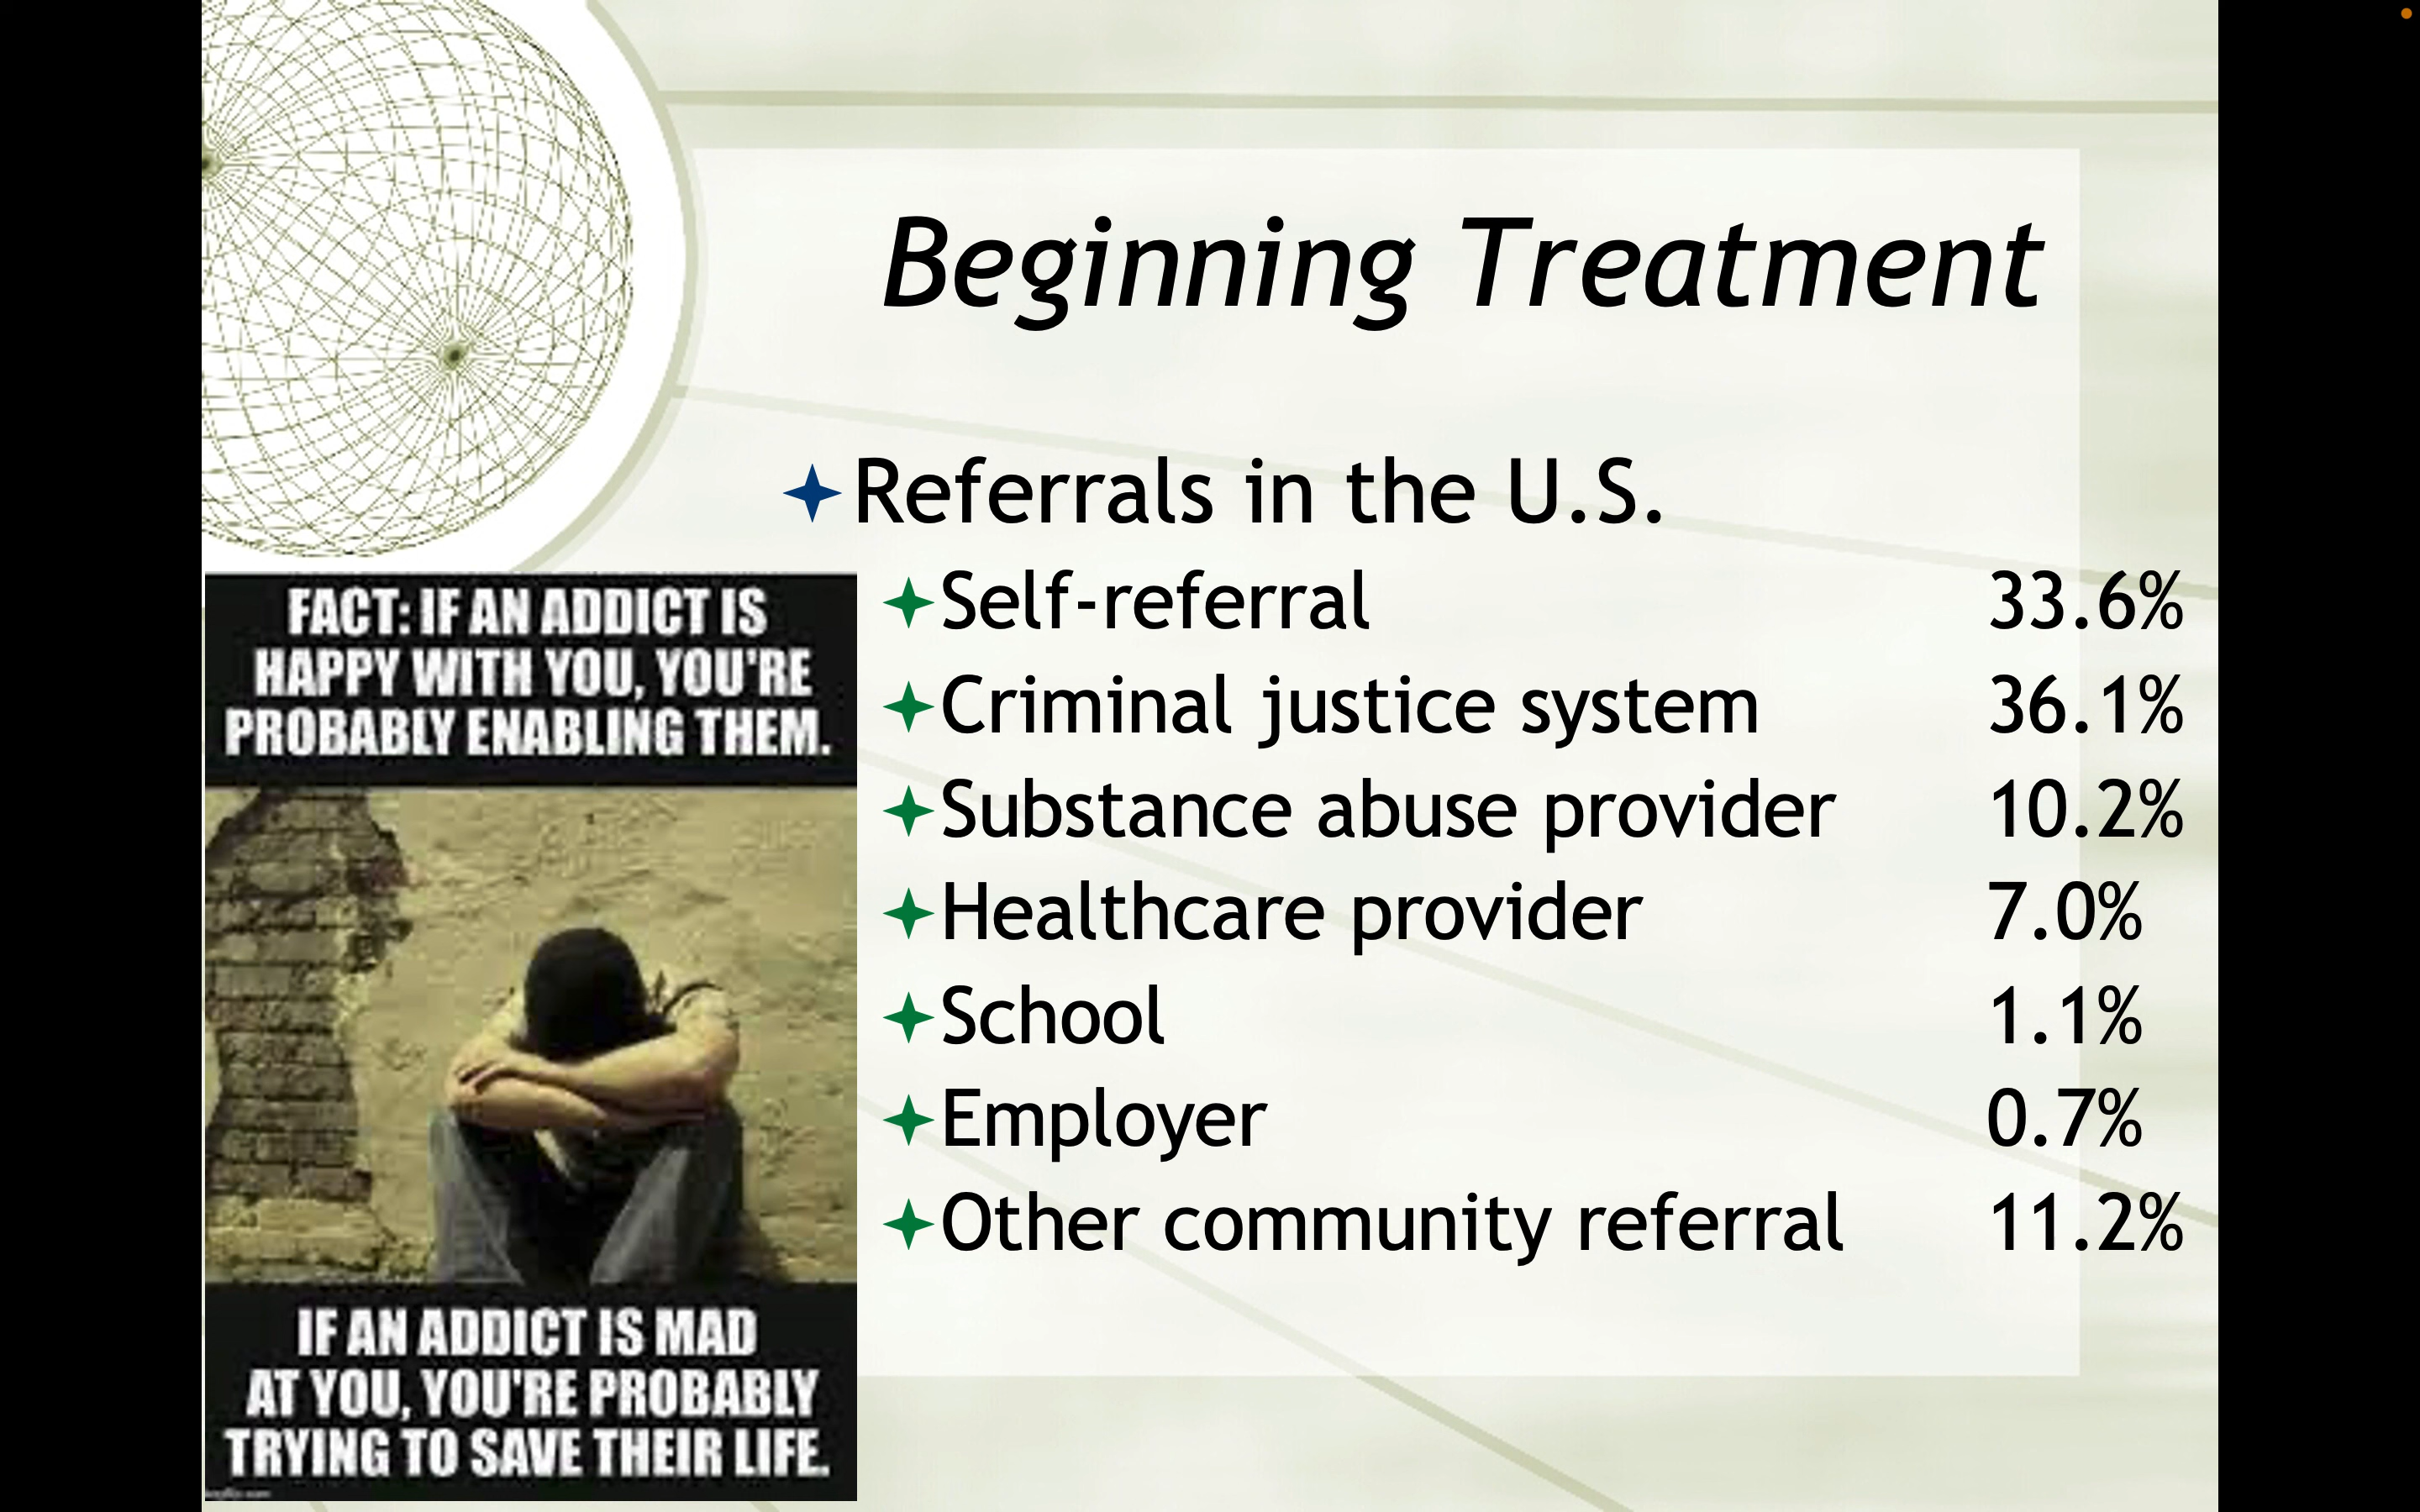 Beginning Treatment
Referrals in the U.S.
Self-referral 33.6%
Criminal justice system 36.1%
Substance abuse provider 10.2%
Healthcare provider 7.0%
School 1.1%
Employer 0.7%
Other community referral 11.2%
FACT: IF AN ADDICT IS
HAPPY WITH YOU, YOU'RE
PROBABLY ENABLING THEM.
IF AN ADDICT IS MAD
AT YOU, YOU'RE PROBABLY
TRYING TO SAVE THEIR LIFE.